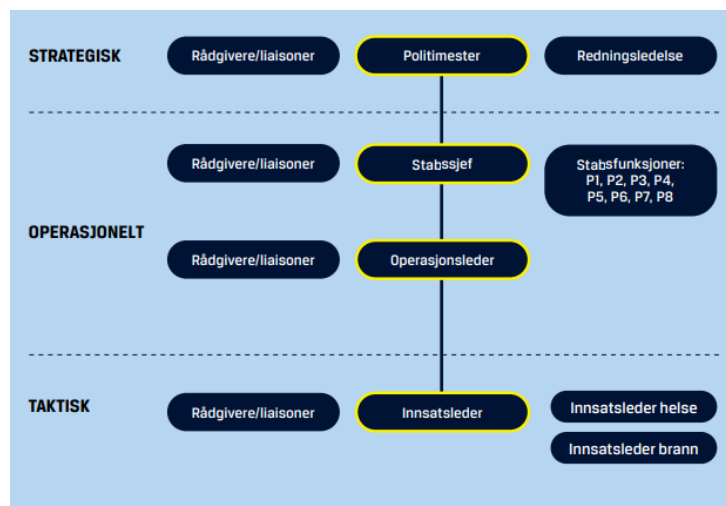 STRATEGISK
Rådgivere/liaisoner
Politimester
Redningsledelse
Rådgivere/liaisoner
Stabssjef
Stabsfunksjoner:
P1, P2, P3, P4,
P5, P6, P7, P8
OPERASJONELT
Rådgivere/liaisoner
Operasjonsleder
TAKTISK
Rådgivere/liaisoner
Innsatsleder
Innsatsleder helse
Innsatsleder brann